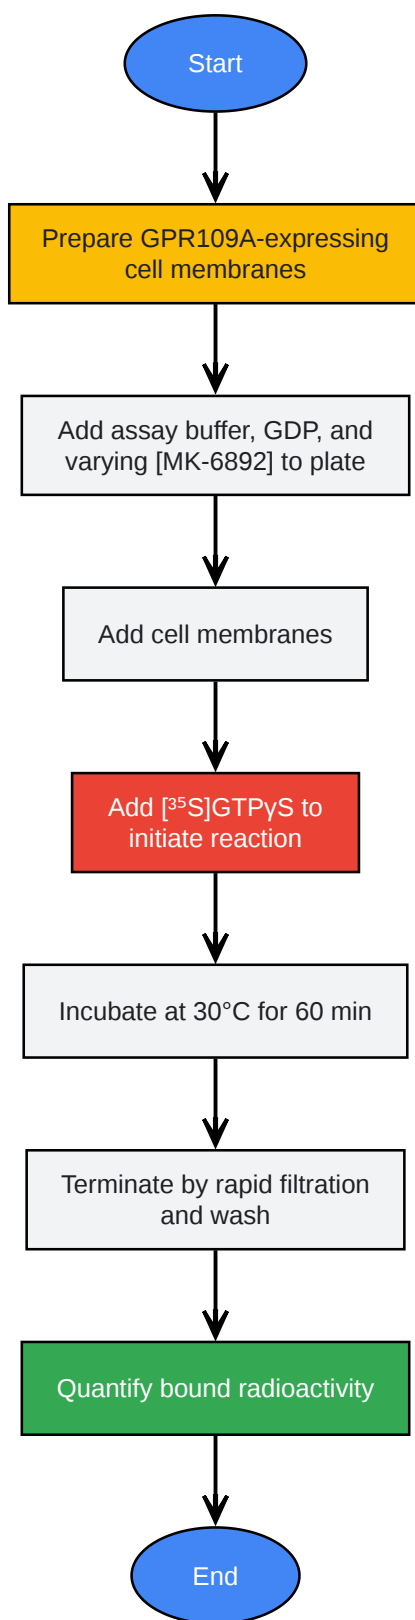 Start
Prepare GPR109A-expressing
cell membranes
Add assay buffer, GDP, and
varying [MK-6892] to plate
Add cell membranes
Add [³⁵S]GTPγS to
initiate reaction
Incubate at 30°C for 60 min
Terminate by rapid filtration
and wash
Quantify bound radioactivity
End